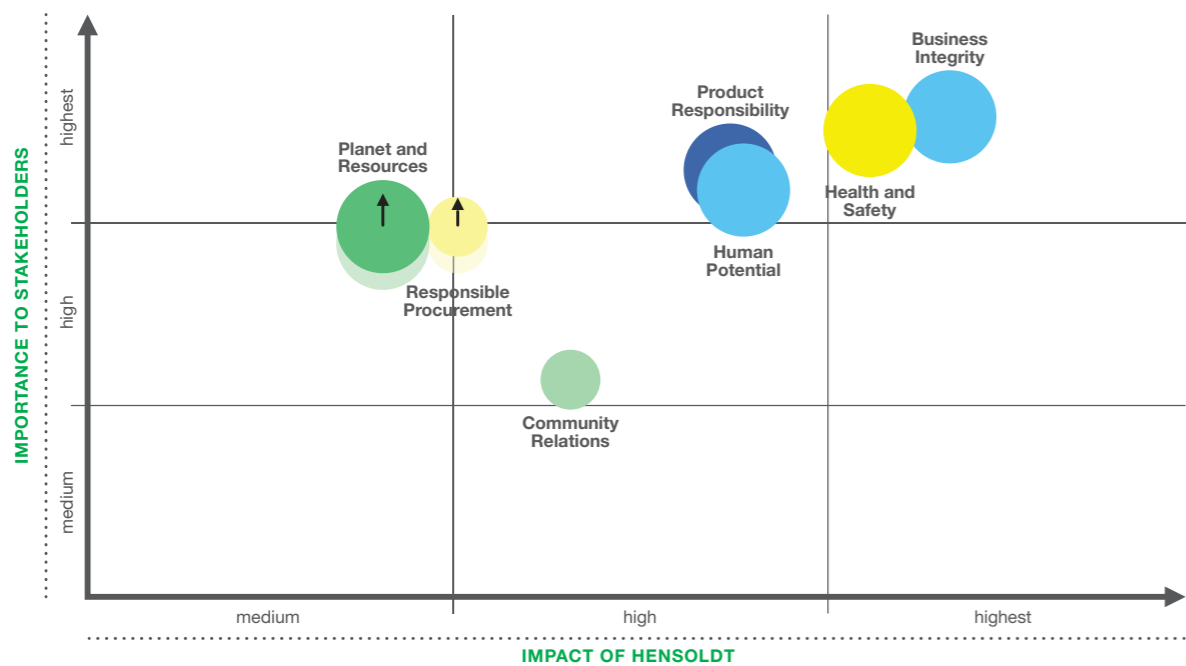 Business
Integrity
Product
Responsibility
Planet and
Resources
Health and
Safety
Human
Potential
Responsible
Procurement
Community
Relations
IMPORTANCE TO STAKEHOLDERS
highest
high
medium
medium
high
highest
IMPACT OF HENSOLDT